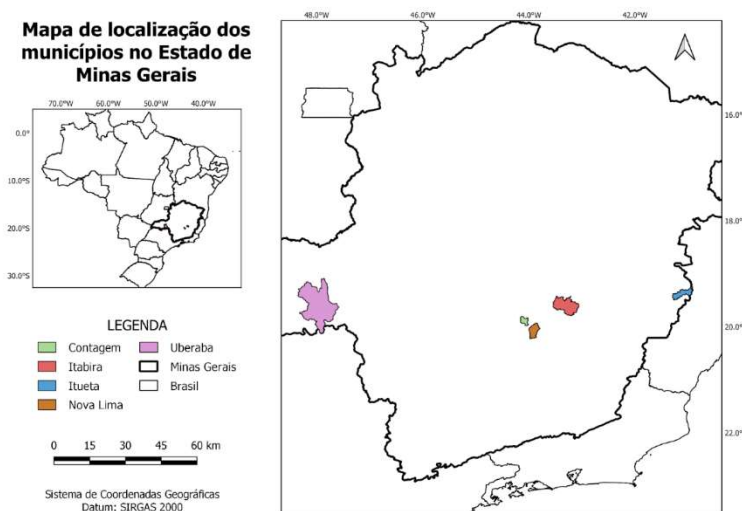 Mapa de localização dos
municípios no Estado de
Minas Gerais
70.0°W 60.0°W 50.0°W 40.0°W
0.0°
10.0°S
20.0°S
30.0°S
LEGENDA
Contagem
Itabira
Itueta
Nova Lima
Uberaba
Minas Gerais
Brasil
0 15 30 45 60 km
Sistema de Coordenadas Geográficas
Datum: SIRGAS 2000
48.0°W 46.0°W 44.0°W 42.0°W
16.0°
18.0°
20.0°
22.0°